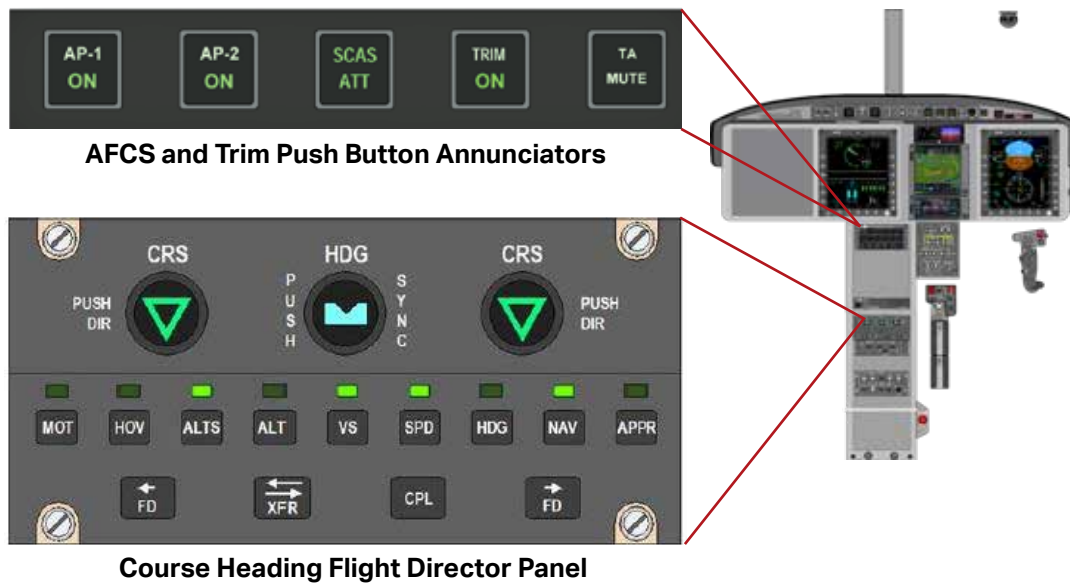 AP-1
ON
AP-2
ON
SCAS
ATT
TRIM
ON
TA
MUTE
AFCS and Trim Push Button Annunciators
CRS
HDG
CRS
PUSH
DIR
PUSH
SYNC
PUSH
DIR
MOT
HOV
ALTS
ALT
VS
SPD
HDG
NAV
APPR
FD
XFR
CPL
FD
Course Heading Flight Director Panel